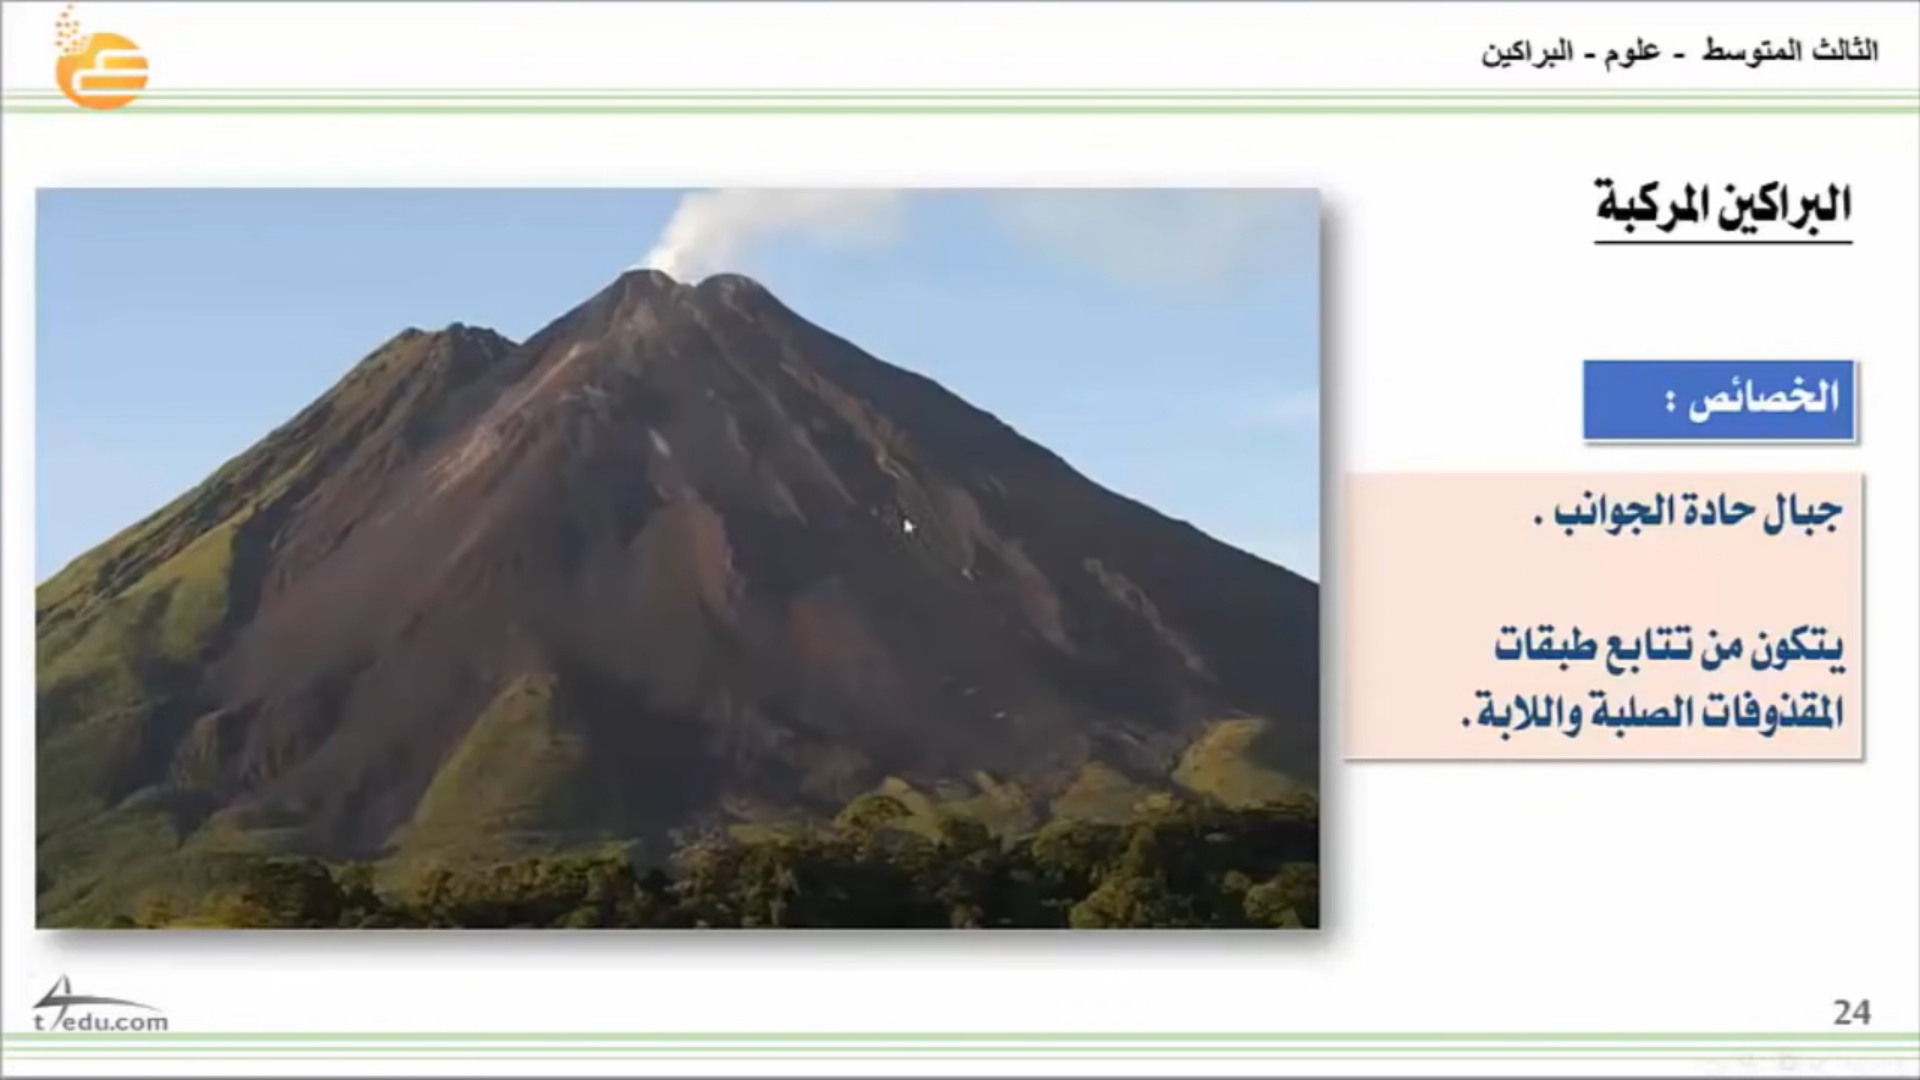 الثالث المتوسط - علوم - البراكين
البراكين المركبة
الخصائص :
جبال حادة الجوانب .
يتكون من تتابع طبقات
المقذوفات الصلبة واللابة .
t4edu.com
24